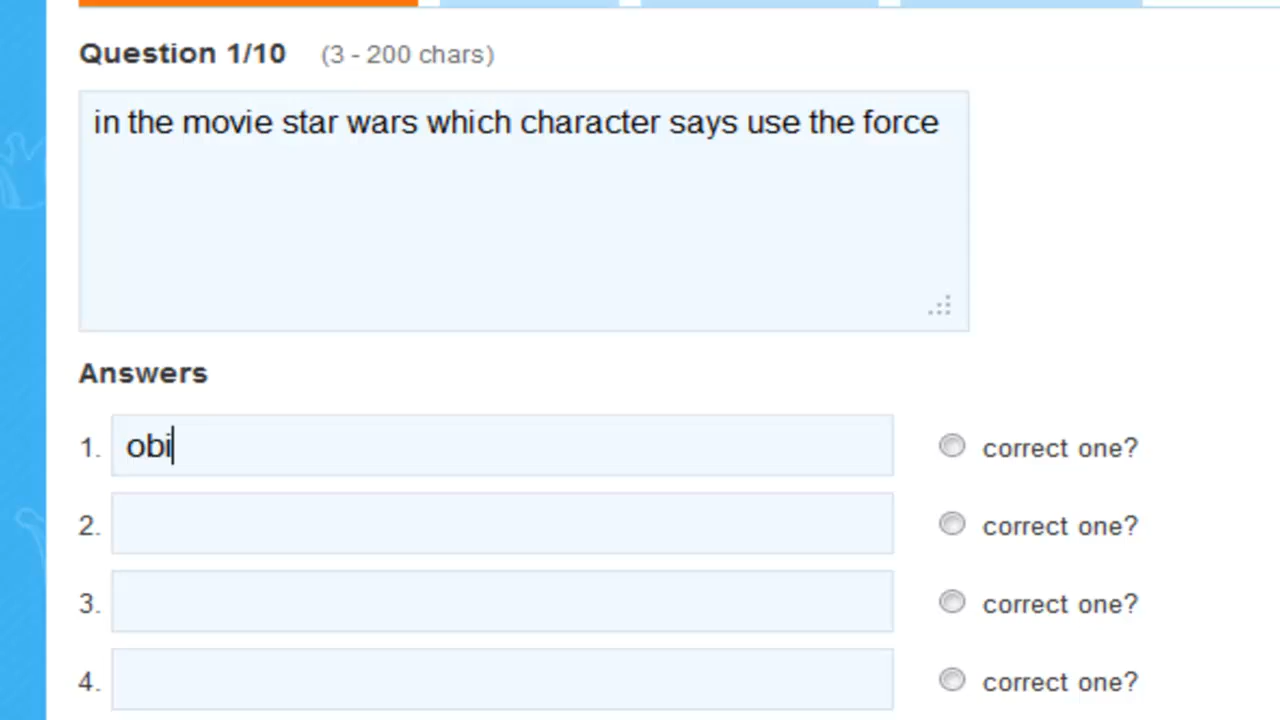 Question 1/10 (3 - 200 chars)
in the movie star wars which character says use the force
Answers
1. obi correct one?
2. correct one?
3. correct one?
4. correct one?